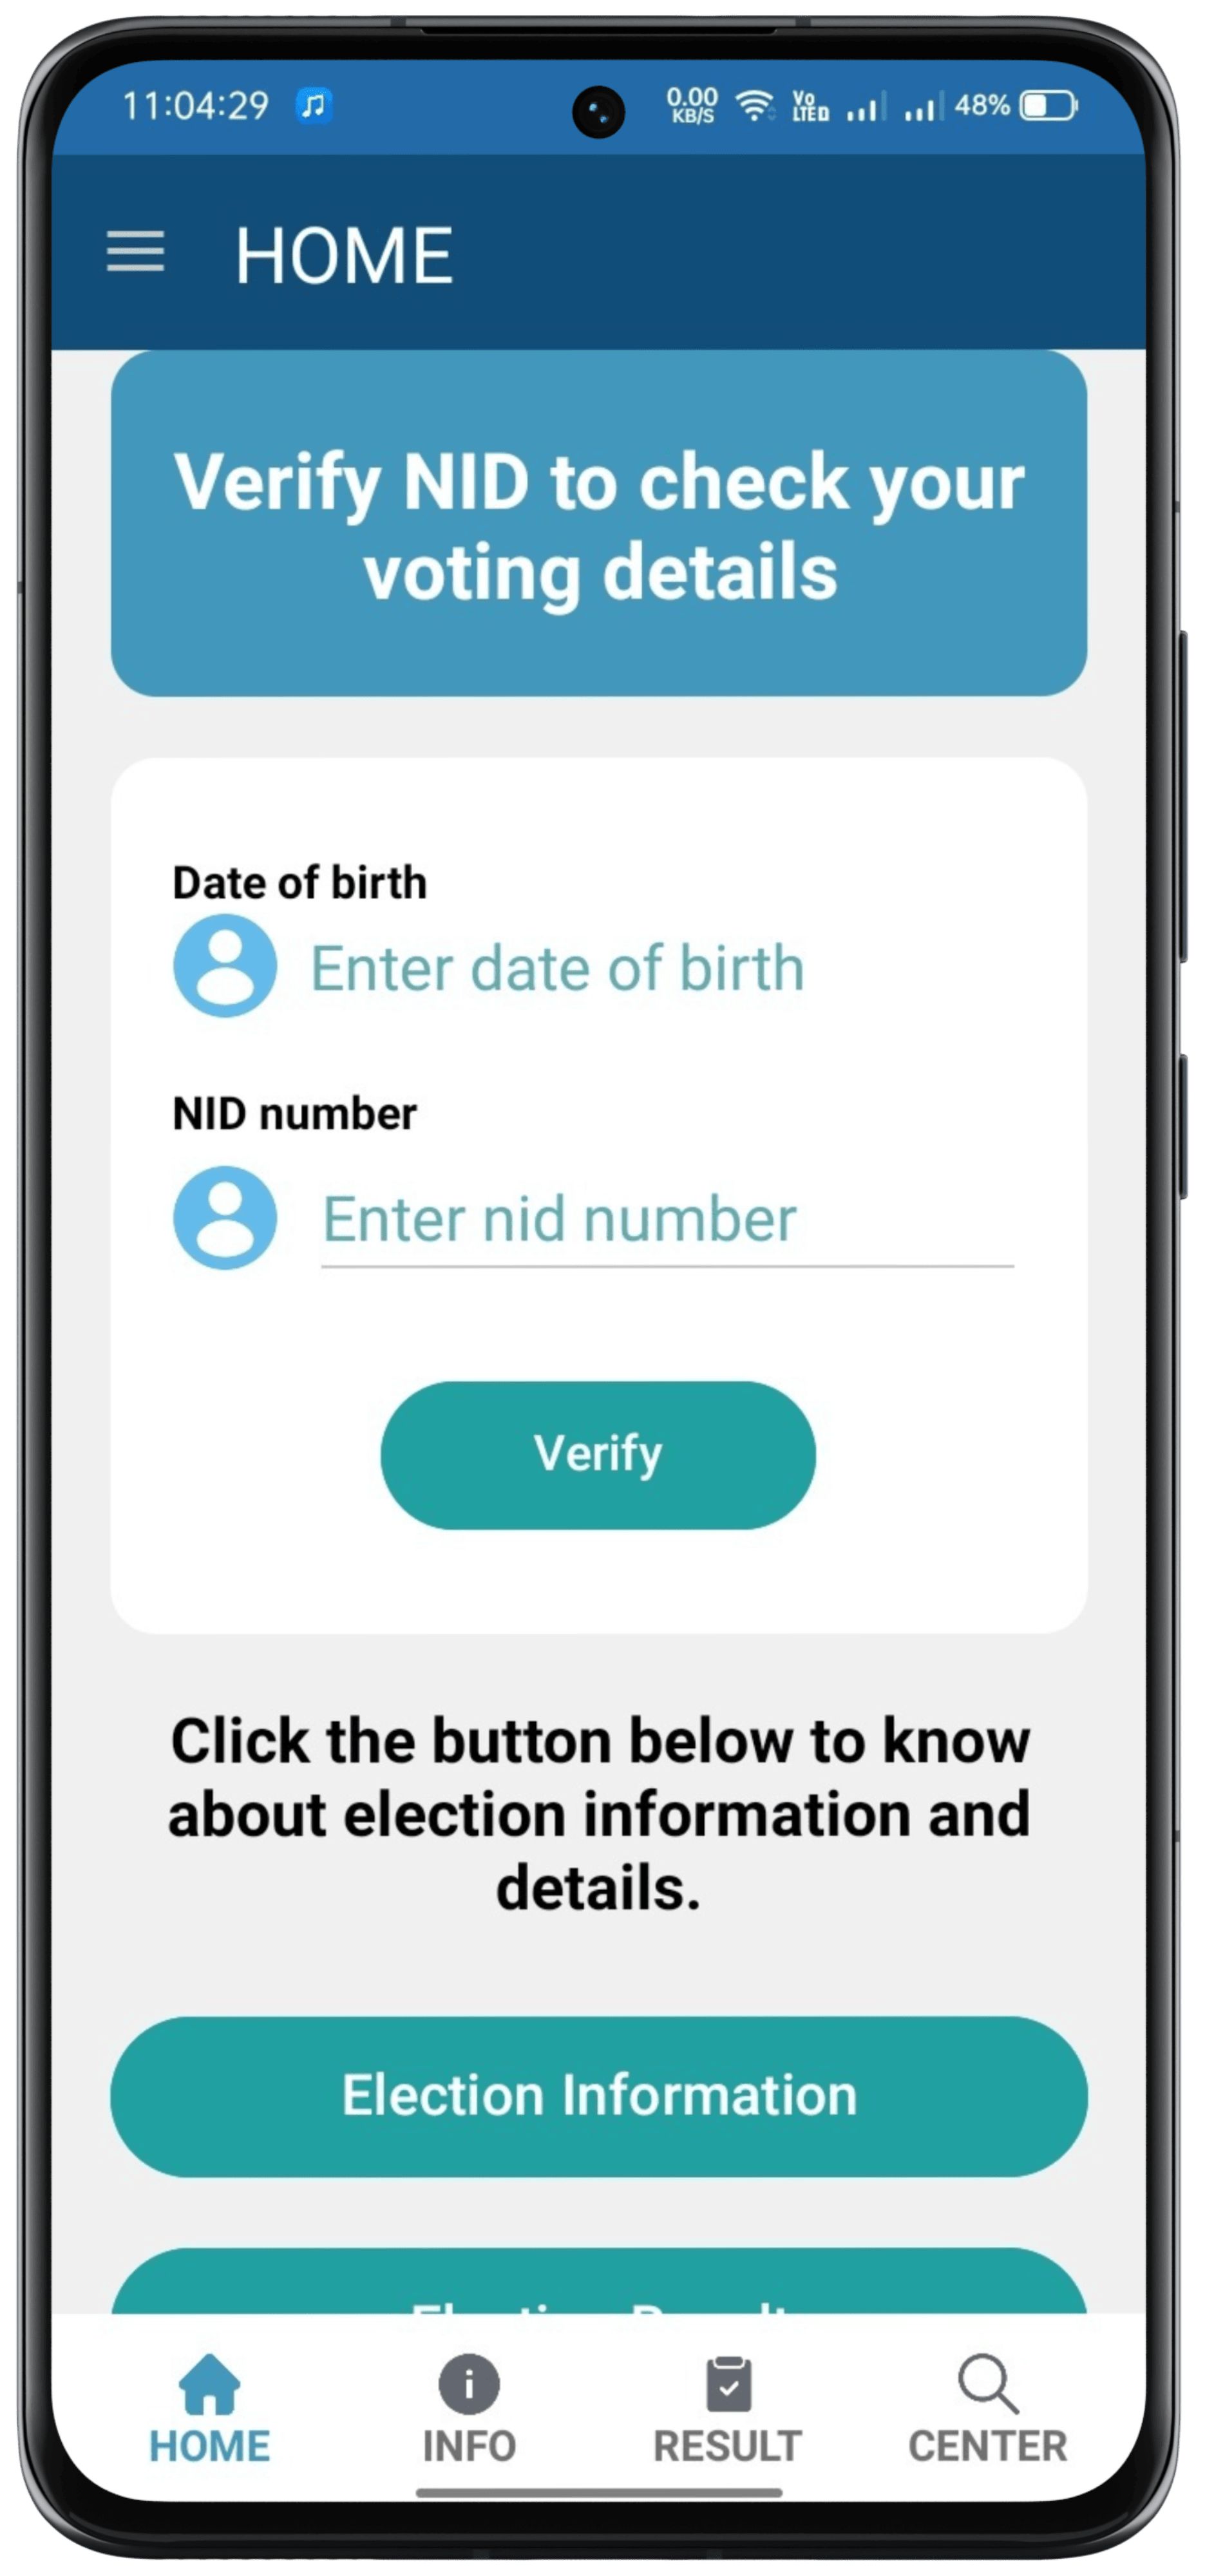 11:04:29 0.00 KB/S Vo LTE 48%
HOME
Verify NID to check your
voting details
Date of birth
Enter date of birth
NID number
Enter nid number
Verify
Click the button below to know
about election information and
details.
Election Information
HOME INFO RESULT CENTER